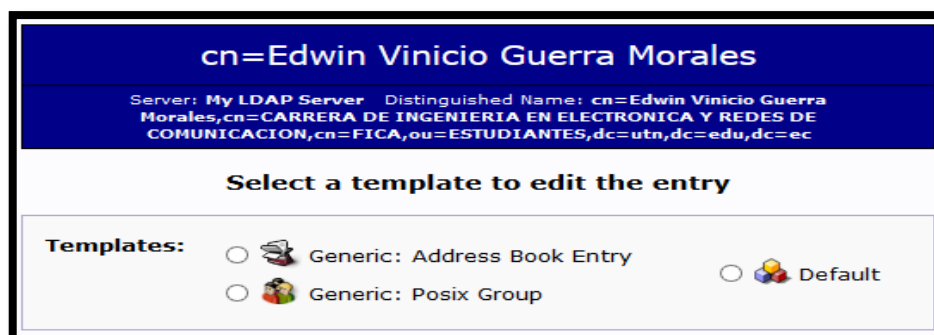 cn=Edwin Vinicio Guerra Morales
Server: My LDAP Server Distinguished Name: cn=Edwin Vinicio Guerra
Morales,cn=CARRERA DE INGENIERIA EN ELECTRONICA Y REDES DE
COMUNICACION,cn=FICA,ou=ESTUDIANTES,dc=utn,dc=edu,dc=ec
Select a template to edit the entry
Templates:
Generic: Address Book Entry
Generic: Posix Group
Default